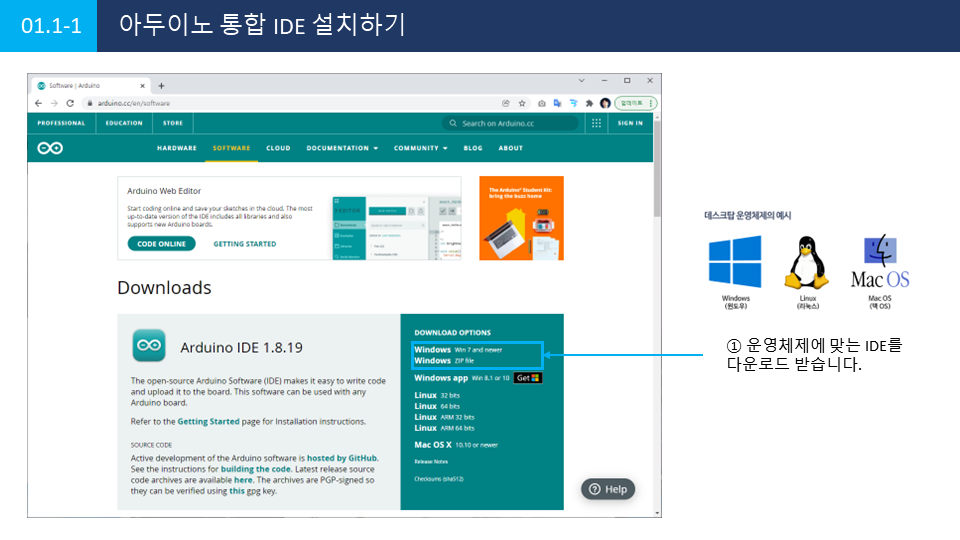 01.1-1
아두이노 통합 IDE 설치하기
Software | Arduino
arduino.cc/en/software
업데이트
PROFESSIONAL EDUCATION STORE
Search on Arduino.cc
SIGN IN
HARDWARE SOFTWARE CLOUD DOCUMENTATION COMMUNITY BLOG ABOUT
Arduino Web Editor
Start coding online and save your sketches in the cloud. The most
up-to-date version of the IDE includes all libraries and also
supports new Arduino boards.
CODE ONLINE GETTING STARTED
The Arduino® Student Kit:
bring the buzz home
Downloads
Arduino IDE 1.8.19
The open-source Arduino Software (IDE) makes it easy to write code
and upload it to the board. This software can be used with any
Arduino board.
Refer to the Getting Started page for Installation instructions.
SOURCE CODE
Active development of the Arduino software is hosted by GitHub.
See the instructions for building the code. Latest release source
code archives are available here. The archives are PGP-signed so
they can be verified using this gpg key.
DOWNLOAD OPTIONS
Windows Win 7 and newer
Windows ZIP file
Windows app Win 8.1 or 10 Get
Linux 32 bits
Linux 64 bits
Linux ARM 32 bits
Linux ARM 64 bits
Mac OS X 10.10 or newer
Release Notes
Checksums (sha512)
Help
데스크탑 운영체제의 예시
Mac OS
Windows
(윈도우)
Linux
(리눅스)
Mac OS
(맥 OS)
① 운영체제에 맞는 IDE를
다운로드 받습니다.